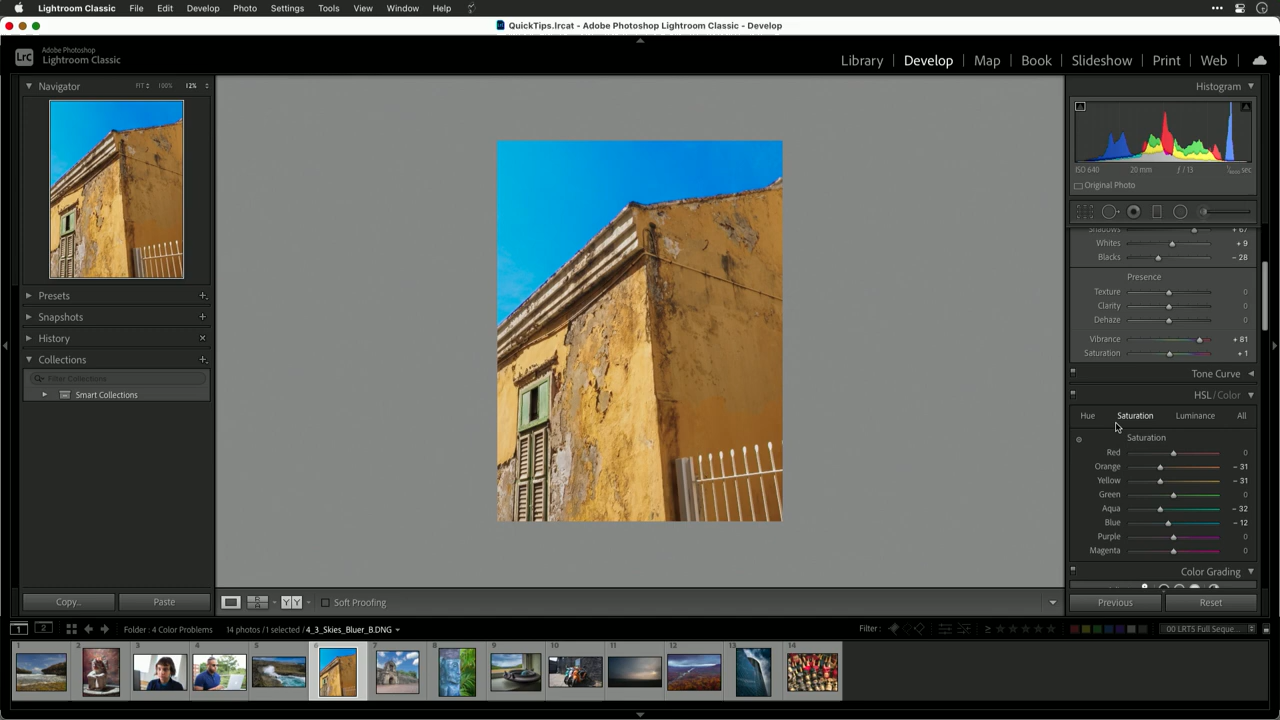 Lightroom Classic File Edit Develop Photo Settings Tools View Window Help
QuickTips.lrcat - Adobe Photoshop Lightroom Classic - Develop
Lrc Adobe Photoshop
Lightroom Classic
Library | Develop | Map | Book | Slideshow | Print | Web
Navigator FIT 100% 12%
Histogram
ISO 640 20 mm ƒ / 13 sec
Original Photo
Shadows + 67
Whites + 9
Blacks - 28
Presence
Texture 0
Clarity 0
Dehaze 0
Vibrance + 81
Saturation + 1
Tone Curve
HSL / Color
Hue Saturation Luminance All
Saturation
Red 0
Orange - 31
Yellow - 31
Green 0
Aqua - 32
Blue - 12
Purple 0
Magenta 0
Color Grading
Previous Reset
Presets
Snapshots
History
Collections
Filter Collections
Smart Collections
Copy... Paste
Soft Proofing
1 2 Folder : 4 Color Problems 14 photos / 1 selected / 4_3_Skies_Bluer_B.DNG Filter : 00 LRTS Full Seque...
1 2 3 4 5 6 7 8 9 10 11 12 13 14